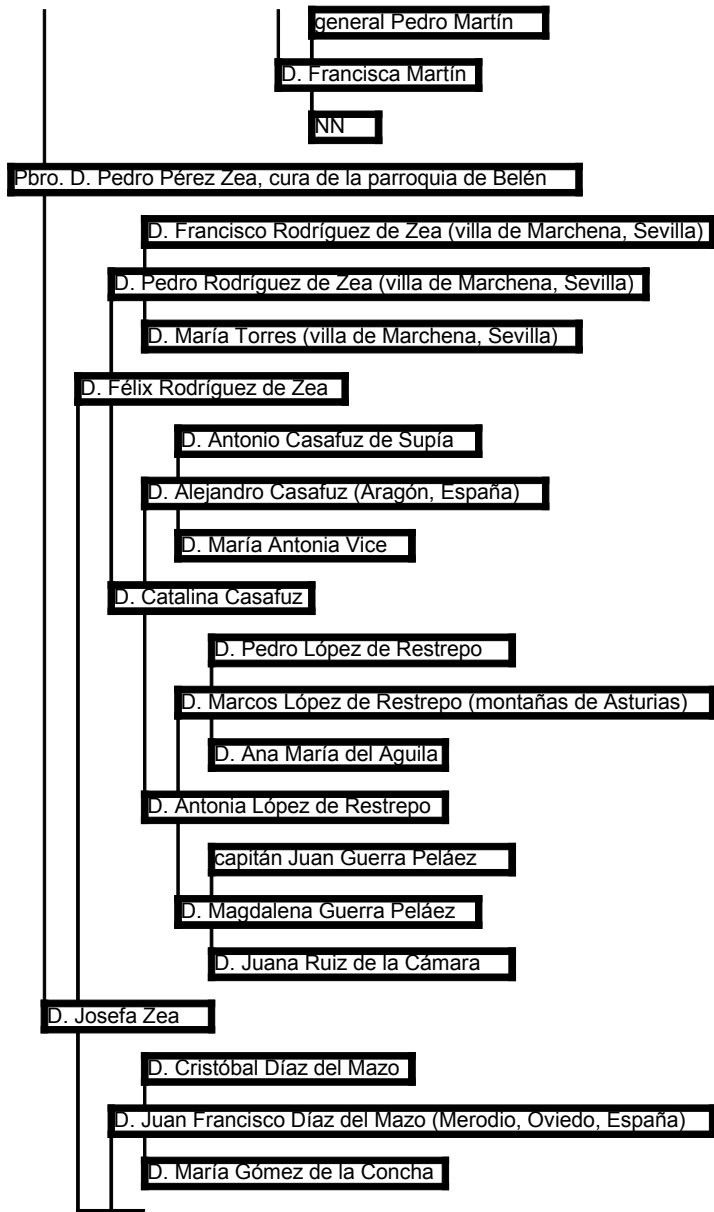 general Pedro Martín
D. Francisca Martín
NN
Pbro. D. Pedro Pérez Zea, cura de la parroquia de Belén
D. Francisco Rodríguez de Zea (villa de Marchena, Sevilla)
D. Pedro Rodríguez de Zea (villa de Marchena, Sevilla)
D. María Torres (villa de Marchena, Sevilla)
D. Félix Rodríguez de Zea
D. Antonio Casafuz de Supía
D. Alejandro Casafuz (Aragón, España)
D. María Antonia Vice
D. Catalina Casafuz
D. Pedro López de Restrepo
D. Marcos López de Restrepo (montañas de Asturias)
D. Ana María del Aguila
D. Antonia López de Restrepo
capitán Juan Guerra Peláez
D. Magdalena Guerra Peláez
D. Juana Ruiz de la Cámara
D. Josefa Zea
D. Cristóbal Díaz del Mazo
D. Juan Francisco Díaz del Mazo (Merodio, Oviedo, España)
D. María Gómez de la Concha